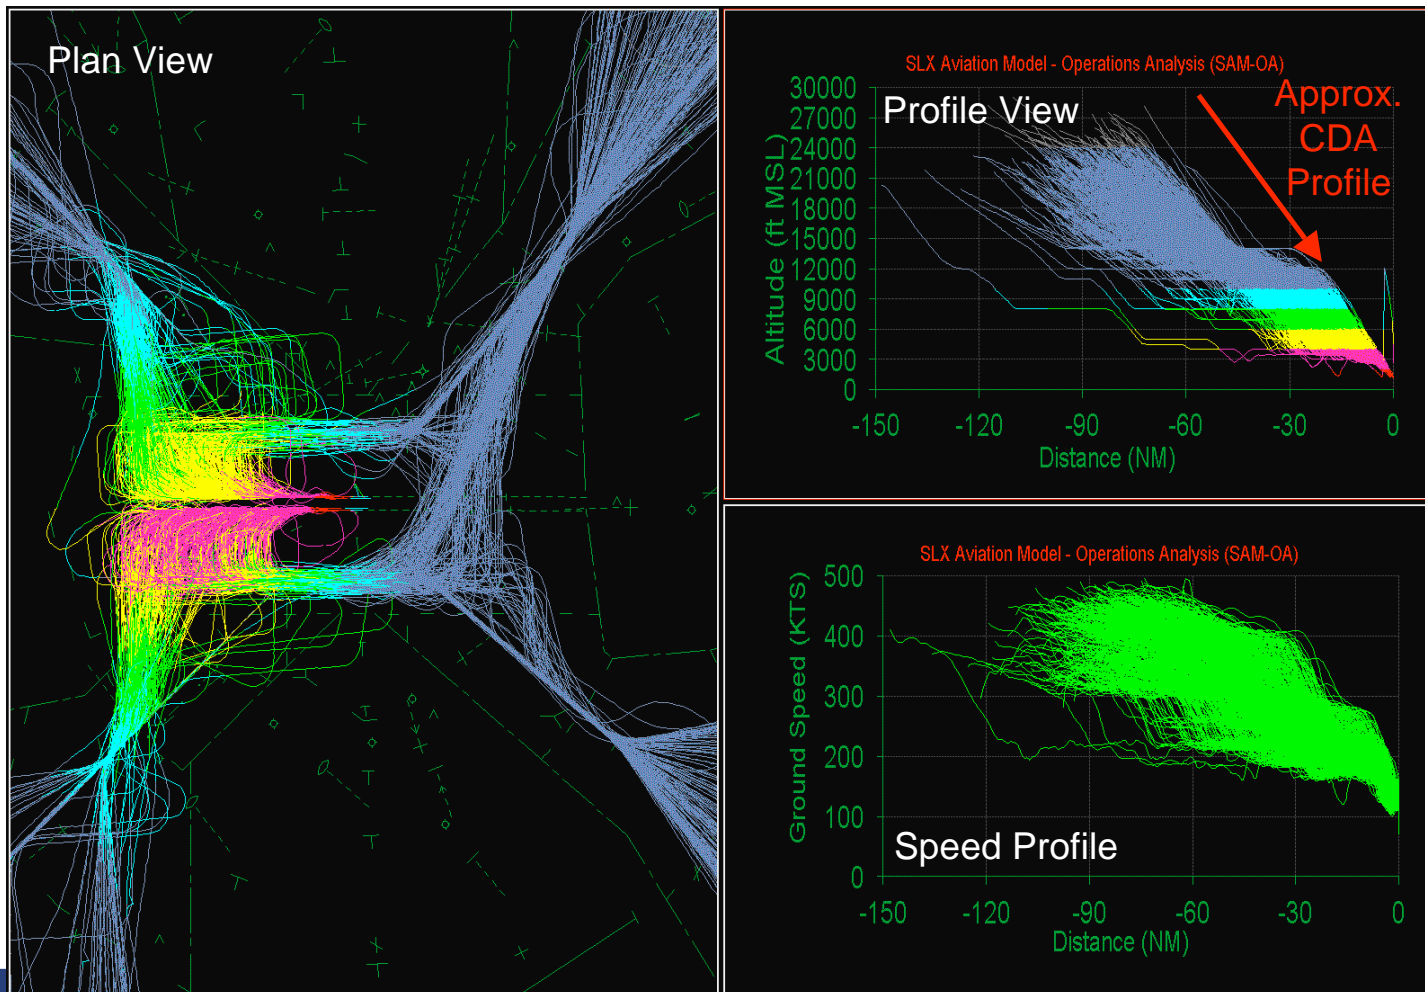 Plan View
SLX Aviation Model - Operations Analysis (SAM-OA)
Profile View
Approx.
CDA
Profile
Altitude (ft MSL)
30000
27000
24000
21000
18000
15000
12000
9000
6000
3000
0
-150 -120 -90 -60 -30 0
Distance (NM)
SLX Aviation Model - Operations Analysis (SAM-OA)
Ground Speed (KTS)
500
400
300
200
100
0
Speed Profile
-150 -120 -90 -60 -30 0
Distance (NM)